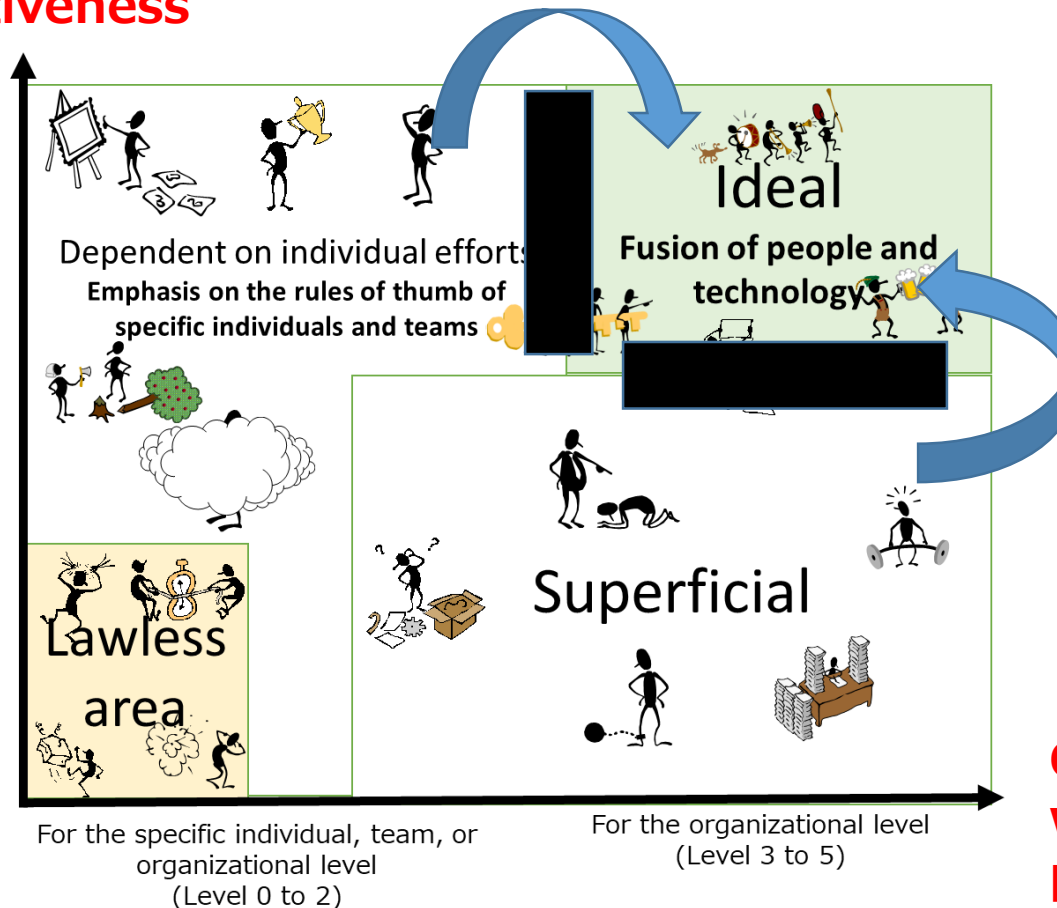 tiveness
Ideal
Fusion of people and
technology
Dependent on individual efforts
Emphasis on the rules of thumb of
specific individuals and teams
Superficial
Lawless
area
For the specific individual, team, or
organizational level
(Level 0 to 2)
For the organizational level
(Level 3 to 5)